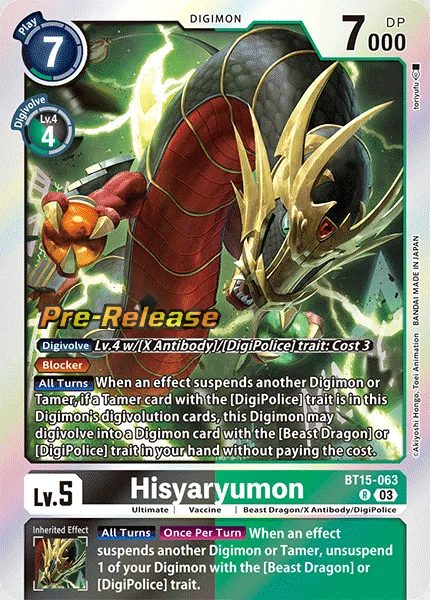 DIGIMON
Play
7
7000
DP
Digivolve
Lv.4
4
toriyufu
©Akiyoshi Hongo, Toei Animation BANDAI MADE IN JAPAN
Pre-Release
Digivolve Lv.4 w/[X Antibody]/[DigiPolice] trait: Cost 3
Blocker
All Turns When an effect suspends another Digimon or
Tamer, if a Tamer card with the [DigiPolice] trait is in this
Digimon's digivolution cards, this Digimon may
digivolve into a Digimon card with the [Beast Dragon] or
[DigiPolice] trait in your hand without paying the cost.
Lv.5
Hisyaryumon
BT15-063
R 03
Ultimate | Vaccine | Beast Dragon/X Antibody/DigiPolice
Inherited Effect
All Turns Once Per Turn When an effect
suspends another Digimon or Tamer, unsuspend
1 of your Digimon with the [Beast Dragon] or
[DigiPolice] trait.